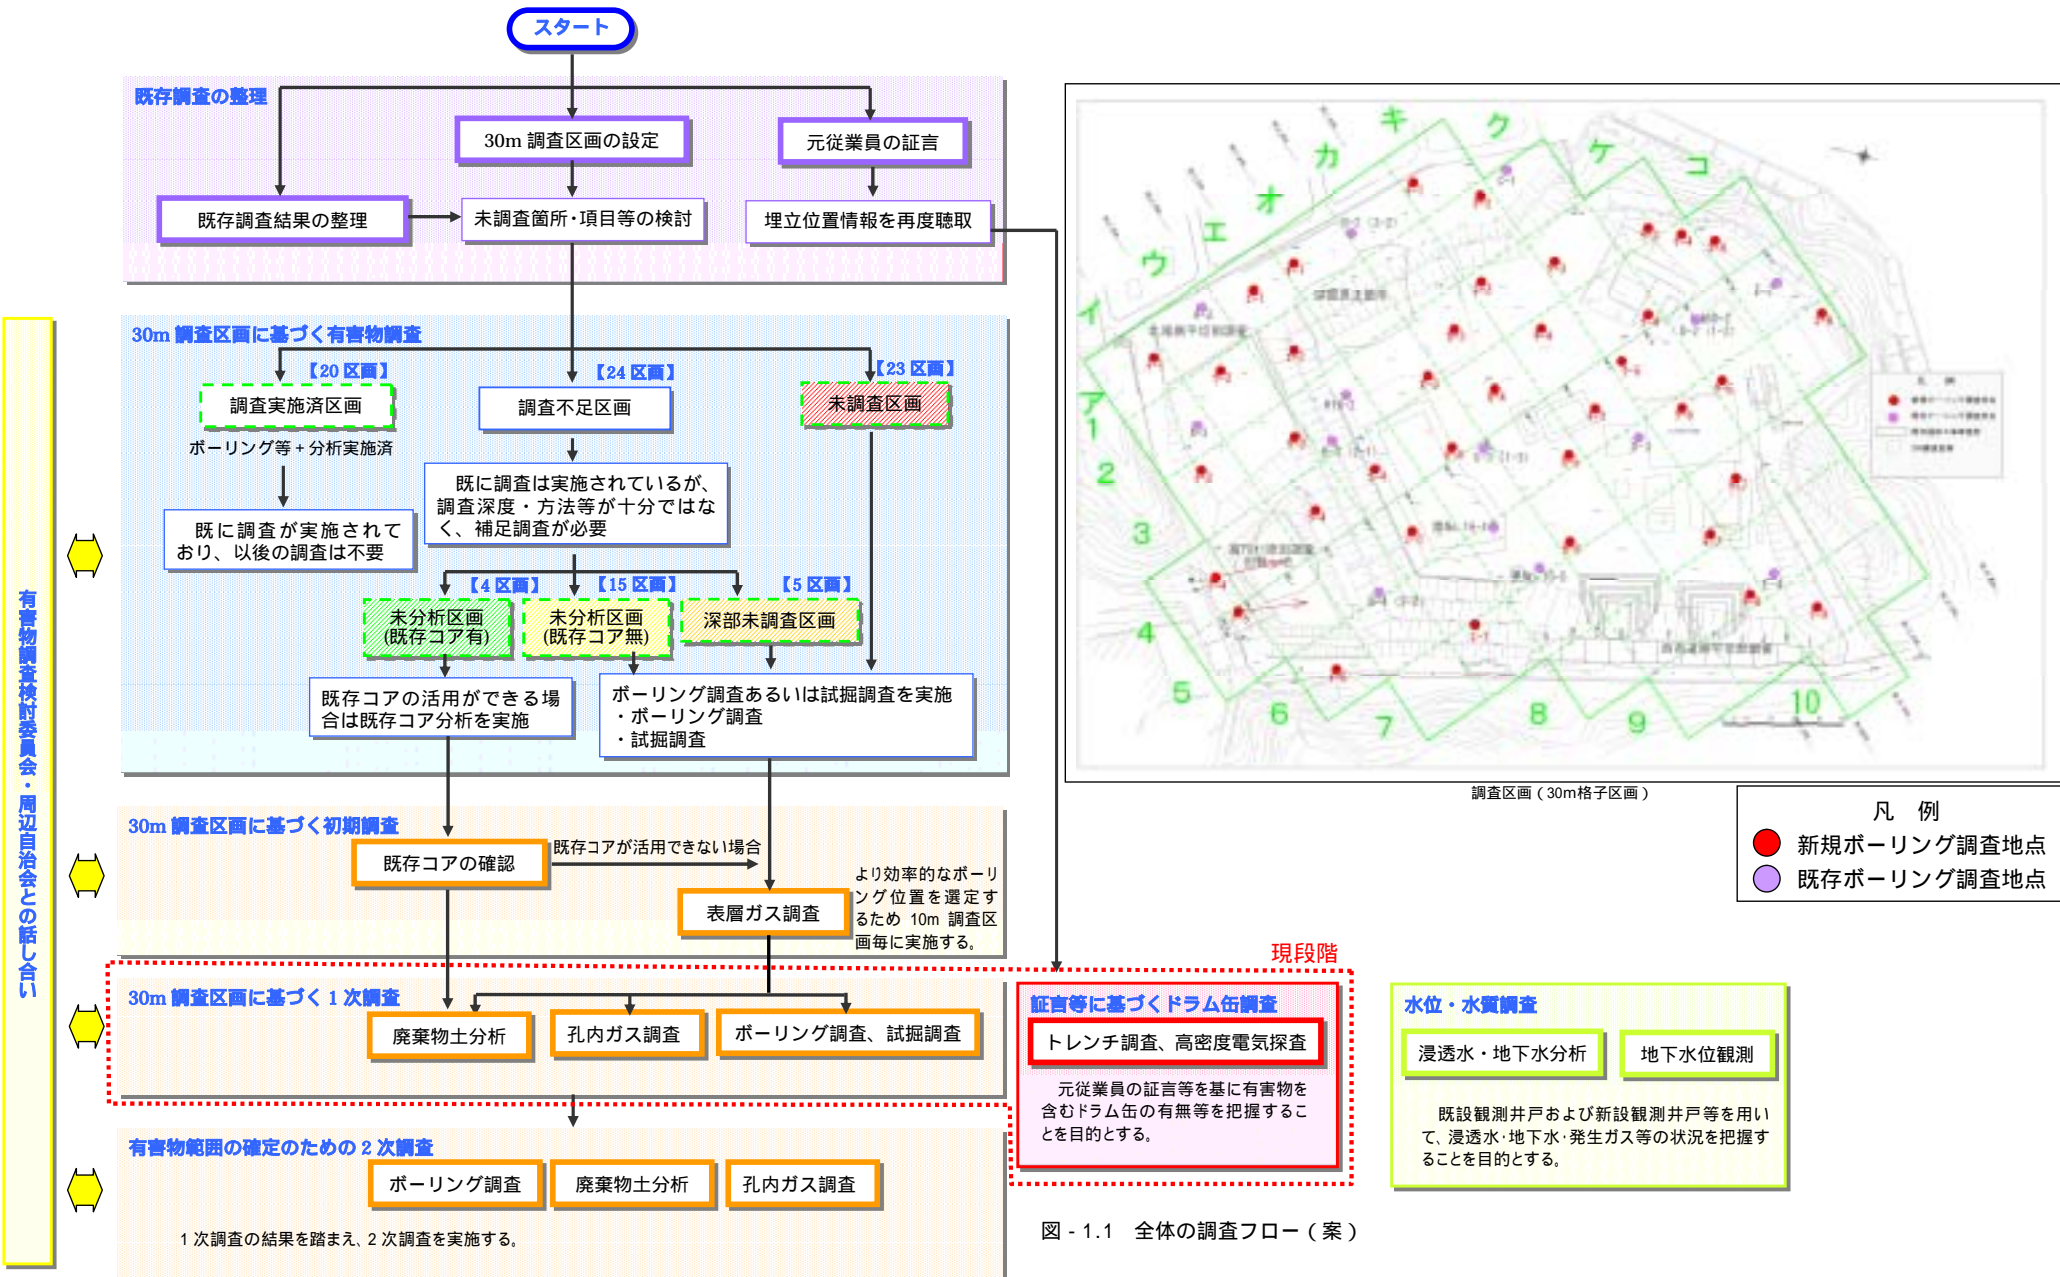 スタート
既存調査の整理
30m 調査区画の設定
元従業員の証言
既存調査結果の整理
未調査箇所・項目等の検討
埋立位置情報を再度聴取
30m 調査区画に基づく有害物調査
【20 区画】
【24 区画】
【23 区画】
調査実施済区画
調査不足区画
未調査区画
ボーリング等＋分析実施済
既に調査は実施されているが、
調査深度・方法等が十分ではな
く、補足調査が必要
既に調査が実施されて
おり、以後の調査は不要
【4 区画】
【15 区画】
【5 区画】
未分析区画
(既存コア有)
未分析区画
(既存コア無)
深部未調査区画
既存コアの活用ができる場
合は既存コア分析を実施
ボーリング調査あるいは試掘調査を実施
・ボーリング調査
・試掘調査
30m 調査区画に基づく初期調査
既存コアの確認
既存コアが活用できない場合
表層ガス調査
より効率的なボーリ
ング位置を選定す
るため 10m 調査区
画毎に実施する。
30m 調査区画に基づく 1 次調査
廃棄物土分析
孔内ガス調査
ボーリング調査、試掘調査
有害物範囲の確定のための 2 次調査
ボーリング調査
廃棄物土分析
孔内ガス調査
1 次調査の結果を踏まえ、2 次調査を実施する。
有害物調査検討委員会・周辺自治会との話し合い
ア
イ
ウ
エ
オ
カ
キ
ク
ケ
コ
1
2
3
4
5
6
7
8
9
10
調査区画（30m格子区画）
凡 例
新規ボーリング調査地点
既存ボーリング調査地点
現段階
証言等に基づくドラム缶調査
トレンチ調査、高密度電気探査
元従業員の証言等を基に有害物を
含むドラム缶の有無等を把握するこ
とを目的とする。
水位・水質調査
浸透水・地下水分析
地下水位観測
既設観測井戸および新設観測井戸等を用い
て、浸透水・地下水・発生ガス等の状況を把握す
ることを目的とする。
図 - 1.1 全体の調査フロー（案）